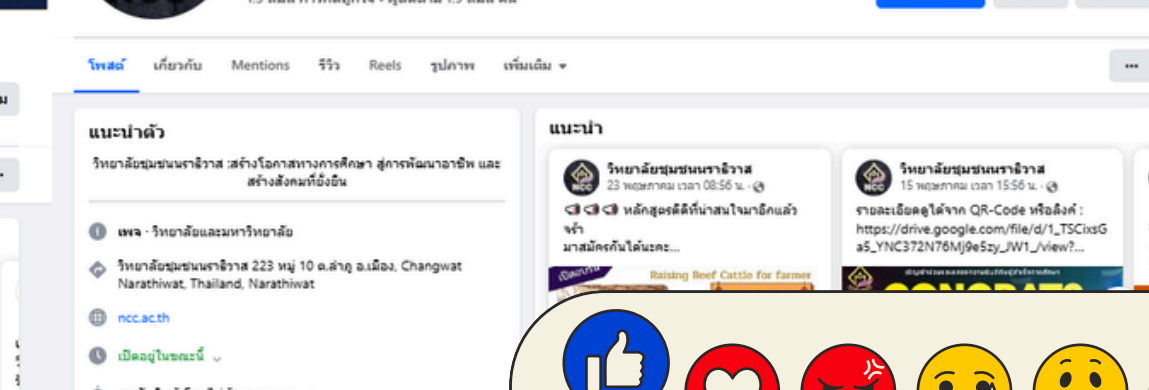 โพสต์ เกี่ยวกับ Mentions รีวิว Reels รูปภาพ เพิ่มเติม
แนะนำตัว
วิทยาลัยชุมชนนราธิวาส :สร้างโอกาสทางการศึกษา สู่การพัฒนาอาชีพ และ
สร้างสังคมที่ยั่งยืน
เพจ · วิทยาลัยและมหาวิทยาลัย
วิทยาลัยชุมชนนราธิวาส 223 หมู่ 10 ต.ลำภู อ.เมือง, Changwat
Narathiwat, Thailand, Narathiwat
ncc.ac.th
เปิดอยู่ในขณะนี้
แนะนำ
วิทยาลัยชุมชนนราธิวาส
23 พฤษภาคม เวลา 08:56 น. ·
หลักสูตรดีดีที่น่าสนใจมาอีกแล้ว
จร้า
มาสมัครกันได้นะคะ...
เปิดอบรม
Raising Beef Cattle for farmer
วิทยาลัยชุมชนนราธิวาส
15 พฤษภาคม เวลา 15:56 น. ·
รายละเอียดดูได้จาก QR-Code หรือลิงค์ :
https://drive.google.com/file/d/1_TSCixsG
a5_YNC372N76Mj9e5zy_JW1_/view?...
CONGRATS